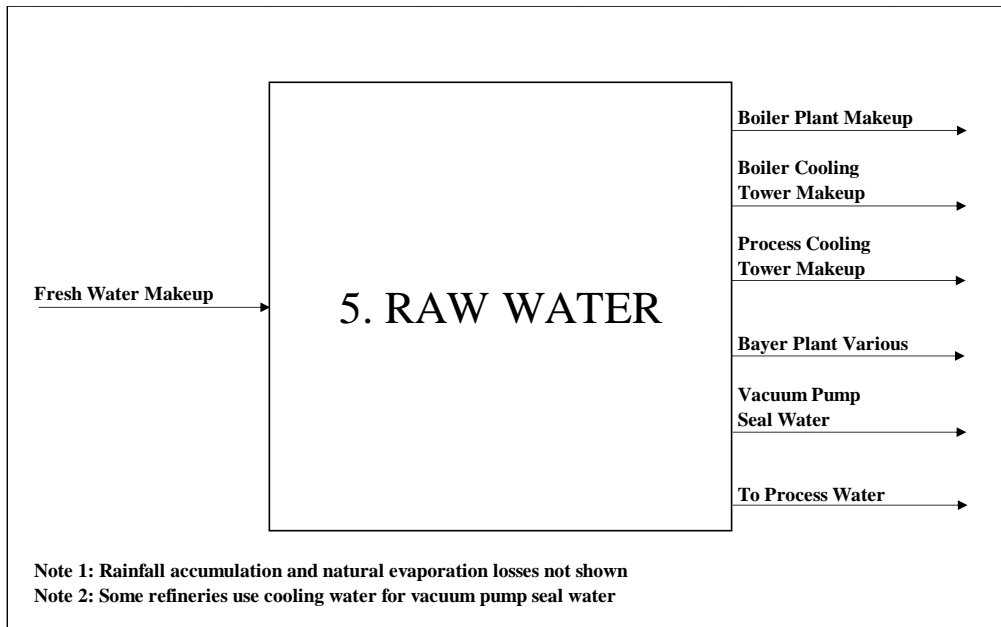 Boiler Plant Makeup
Boiler Cooling
Tower Makeup
Process Cooling
Tower Makeup
Fresh Water Makeup
5. RAW WATER
Bayer Plant Various
Vacuum Pump
Seal Water
To Process Water
Note 1: Rainfall accumulation and natural evaporation losses not shown
Note 2: Some refineries use cooling water for vacuum pump seal water